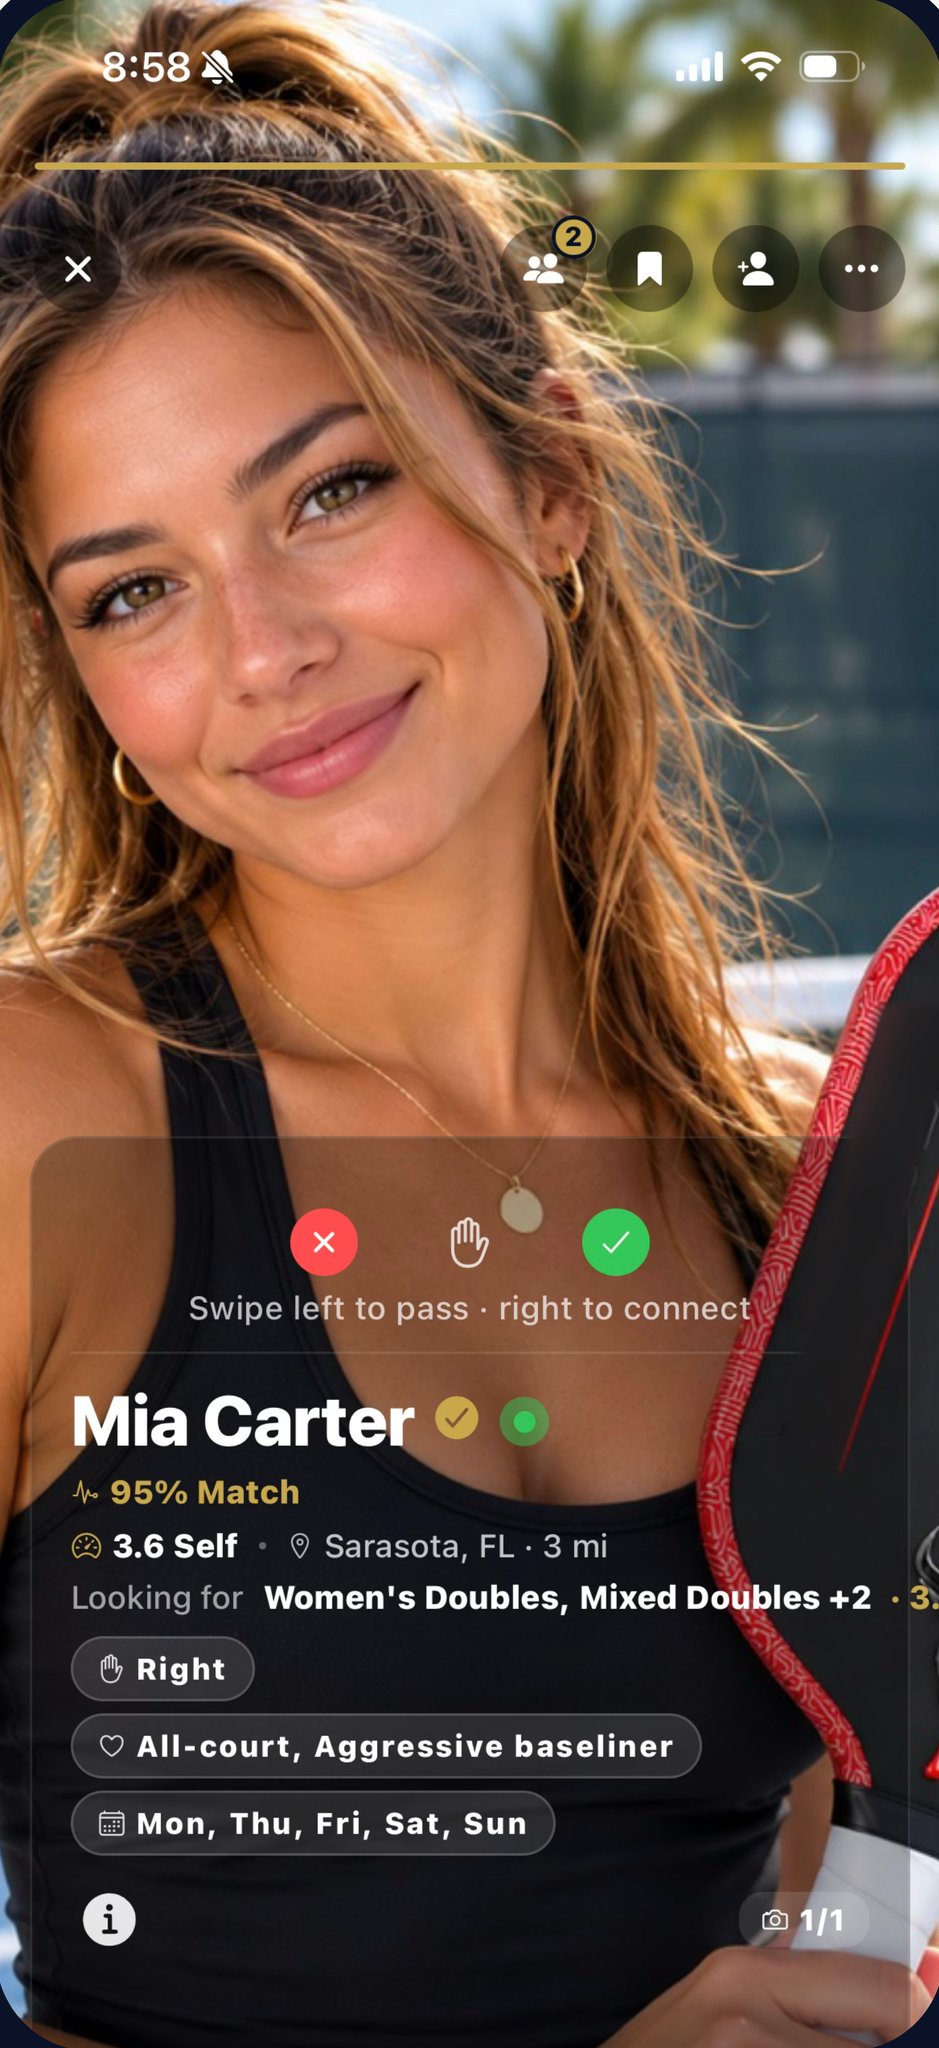 8:58
2
Swipe left to pass · right to connect
Mia Carter
95% Match
3.6 Self • Sarasota, FL · 3 mi
Looking for Women's Doubles, Mixed Doubles +2 · 3.
Right
All-court, Aggressive baseliner
Mon, Thu, Fri, Sat, Sun
i
1/1